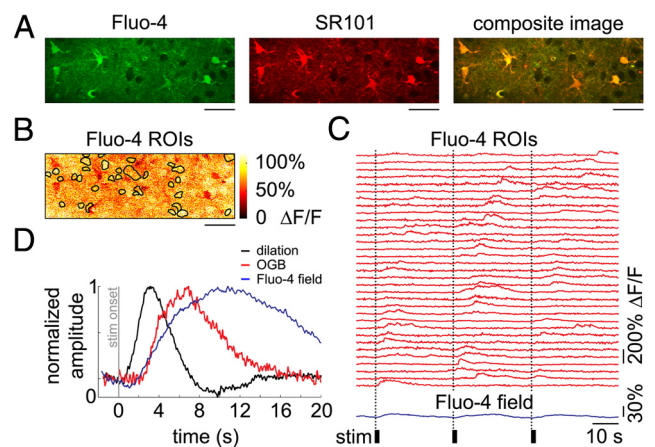 A
Fluo-4
SR101
composite image
B
Fluo-4 ROIs
100%
50%
0 ΔF/F
C
Fluo-4 ROIs
200% ΔF/F
30%
Fluo-4 field
stim
10 s
D
dilation
OGB
Fluo-4 field
stim onset
normalized
amplitude
1
0
0 4 8 12 16 20
time (s)